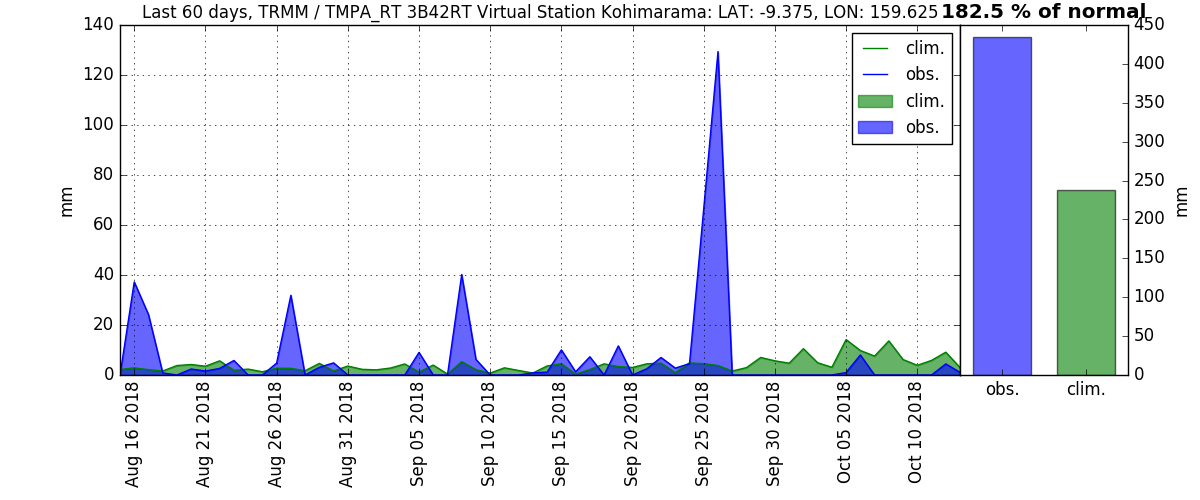 Last 60 days, TRMM / TMPA_RT 3B42RT Virtual Station Kohimarama: LAT: -9.375, LON: 159.625
182.5 % of normal
mm
140
120
100
80
60
40
20
0
clim.
obs.
clim.
obs.
Aug 16 2018
Aug 21 2018
Aug 26 2018
Aug 31 2018
Sep 05 2018
Sep 10 2018
Sep 15 2018
Sep 20 2018
Sep 25 2018
Sep 30 2018
Oct 05 2018
Oct 10 2018
450
400
350
300
250
200
150
100
50
0
mm
obs.
clim.